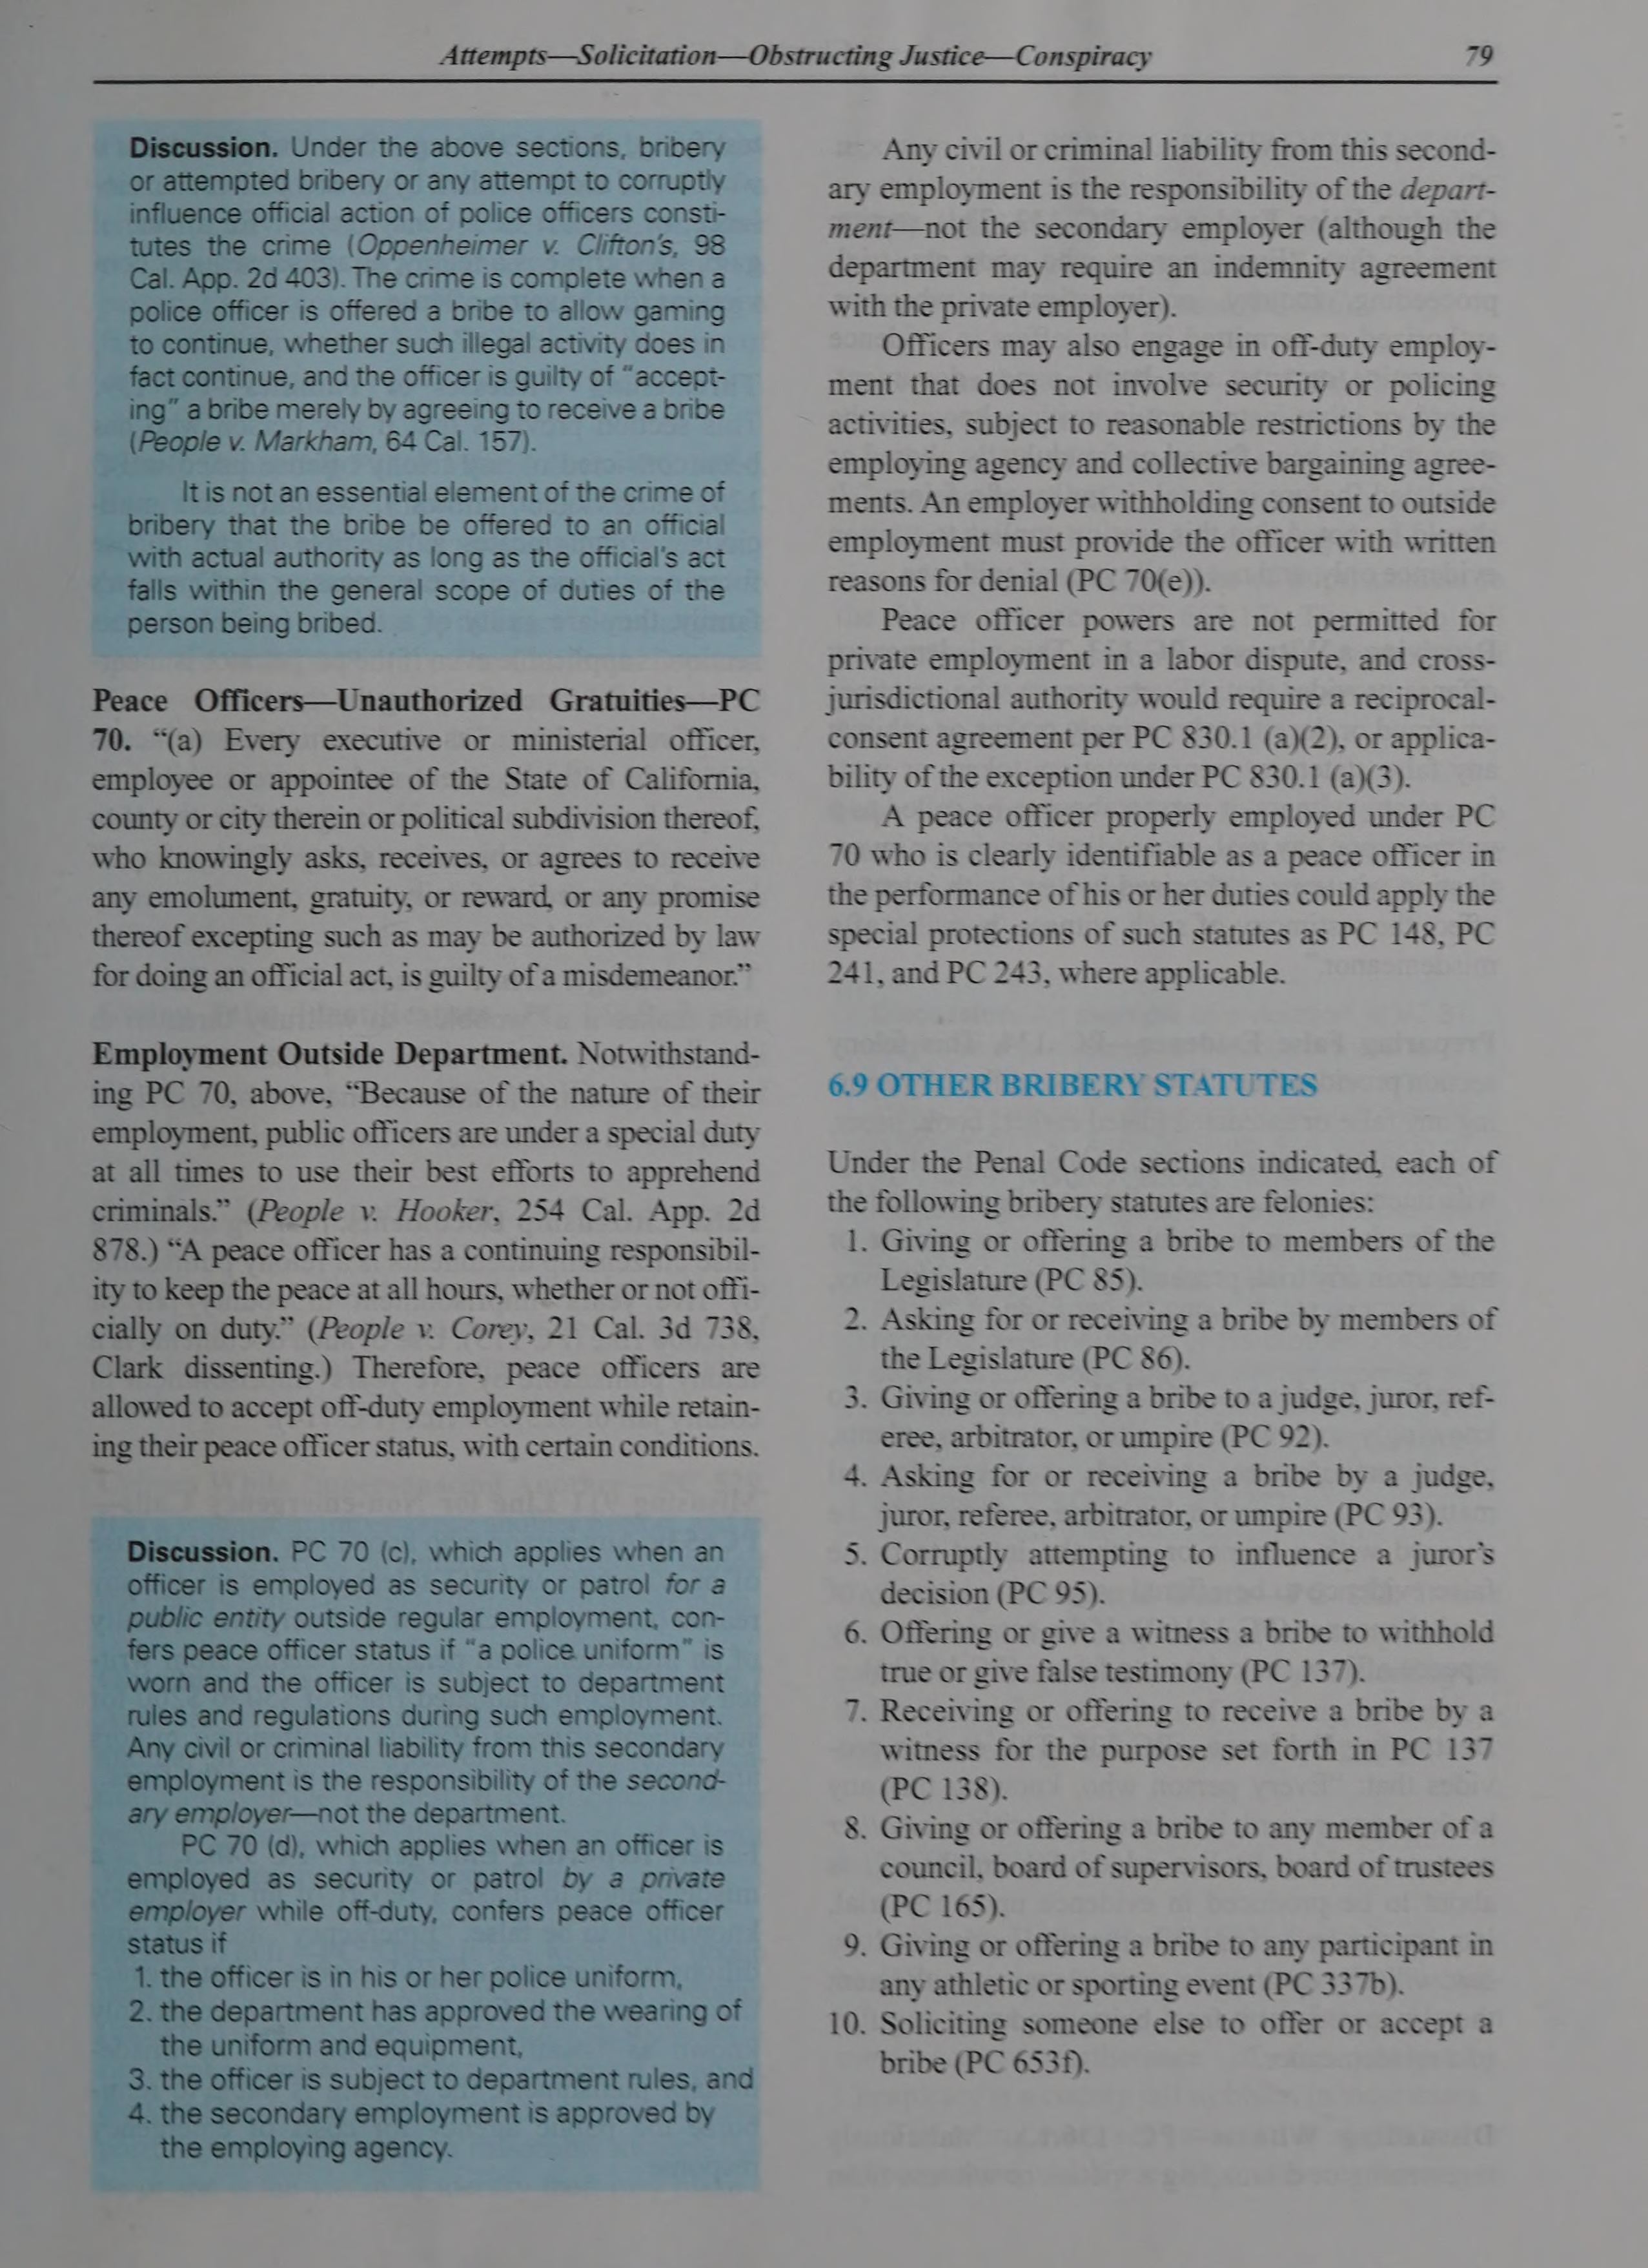 Attempts—Solicitation—Obstructing Justice—Conspiracy 79
Discussion. Under the above sections, bribery
or attempted bribery or any attempt to corruptly
influence official action of police officers consti-
tutes the crime (Oppenheimer v. Clifton's, 98
Cal. App. 2d 403). The crime is complete when a
police officer is offered a bribe to allow gaming
to continue, whether such illegal activity does in
fact continue, and the officer is guilty of "accept-
ing" a bribe merely by agreeing to receive a bribe
(People v. Markham, 64 Cal. 157).
It is not an essential element of the crime of
bribery that the bribe be offered to an official
with actual authority as long as the official's act
falls within the general scope of duties of the
person being bribed.
Peace Officers—Unauthorized Gratuities—PC
70. “(a) Every executive or ministerial officer,
employee or appointee of the State of California,
county or city therein or political subdivision thereof,
who knowingly asks, receives, or agrees to receive
any emolument, gratuity, or reward, or any promise
thereof excepting such as may be authorized by law
for doing an official act, is guilty of a misdemeanor.”
Employment Outside Department. Notwithstand-
ing PC 70, above, “Because of the nature of their
employment, public officers are under a special duty
at all times to use their best efforts to apprehend
criminals.” (People v. Hooker, 254 Cal. App. 2d
878.) “A peace officer has a continuing responsibil-
ity to keep the peace at all hours, whether or not offi-
cially on duty.” (People v. Corey, 21 Cal. 3d 738,
Clark dissenting.) Therefore, peace officers are
allowed to accept off-duty employment while retain-
ing their peace officer status, with certain conditions.
Discussion. PC 70 (c), which applies when an
officer is employed as security or patrol for a
public entity outside regular employment, con-
fers peace officer status if "a police uniform" is
worn and the officer is subject to department
rules and regulations during such employment.
Any civil or criminal liability from this secondary
employment is the responsibility of the second-
ary employer—not the department.
PC 70 (d), which applies when an officer is
employed as security or patrol by a private
employer while off-duty, confers peace officer
status if
1. the officer is in his or her police uniform,
2. the department has approved the wearing of
the uniform and equipment,
3. the officer is subject to department rules, and
4. the secondary employment is approved by
the employing agency.
Any civil or criminal liability from this second-
ary employment is the responsibility of the depart-
ment—not the secondary employer (although the
department may require an indemnity agreement
with the private employer).
Officers may also engage in off-duty employ-
ment that does not involve security or policing
activities, subject to reasonable restrictions by the
employing agency and collective bargaining agree-
ments. An employer withholding consent to outside
employment must provide the officer with written
reasons for denial (PC 70(e)).
Peace officer powers are not permitted for
private employment in a labor dispute, and cross-
jurisdictional authority would require a reciprocal-
consent agreement per PC 830.1 (a)(2), or applica-
bility of the exception under PC 830.1 (a)(3).
A peace officer properly employed under PC
70 who is clearly identifiable as a peace officer in
the performance of his or her duties could apply the
special protections of such statutes as PC 148, PC
241, and PC 243, where applicable.
6.9 OTHER BRIBERY STATUTES
Under the Penal Code sections indicated, each of
the following bribery statutes are felonies:
1. Giving or offering a bribe to members of the
Legislature (PC 85).
2. Asking for or receiving a bribe by members of
the Legislature (PC 86).
3. Giving or offering a bribe to a judge, juror, ref-
eree, arbitrator, or umpire (PC 92).
4. Asking for or receiving a bribe by a judge,
juror, referee, arbitrator, or umpire (PC 93).
5. Corruptly attempting to influence a juror's
decision (PC 95).
6. Offering or give a witness a bribe to withhold
true or give false testimony (PC 137).
7. Receiving or offering to receive a bribe by a
witness for the purpose set forth in PC 137
(PC 138).
8. Giving or offering a bribe to any member of a
council, board of supervisors, board of trustees
(PC 165).
9. Giving or offering a bribe to any participant in
any athletic or sporting event (PC 337b).
10. Soliciting someone else to offer or accept a
bribe (PC 653f).